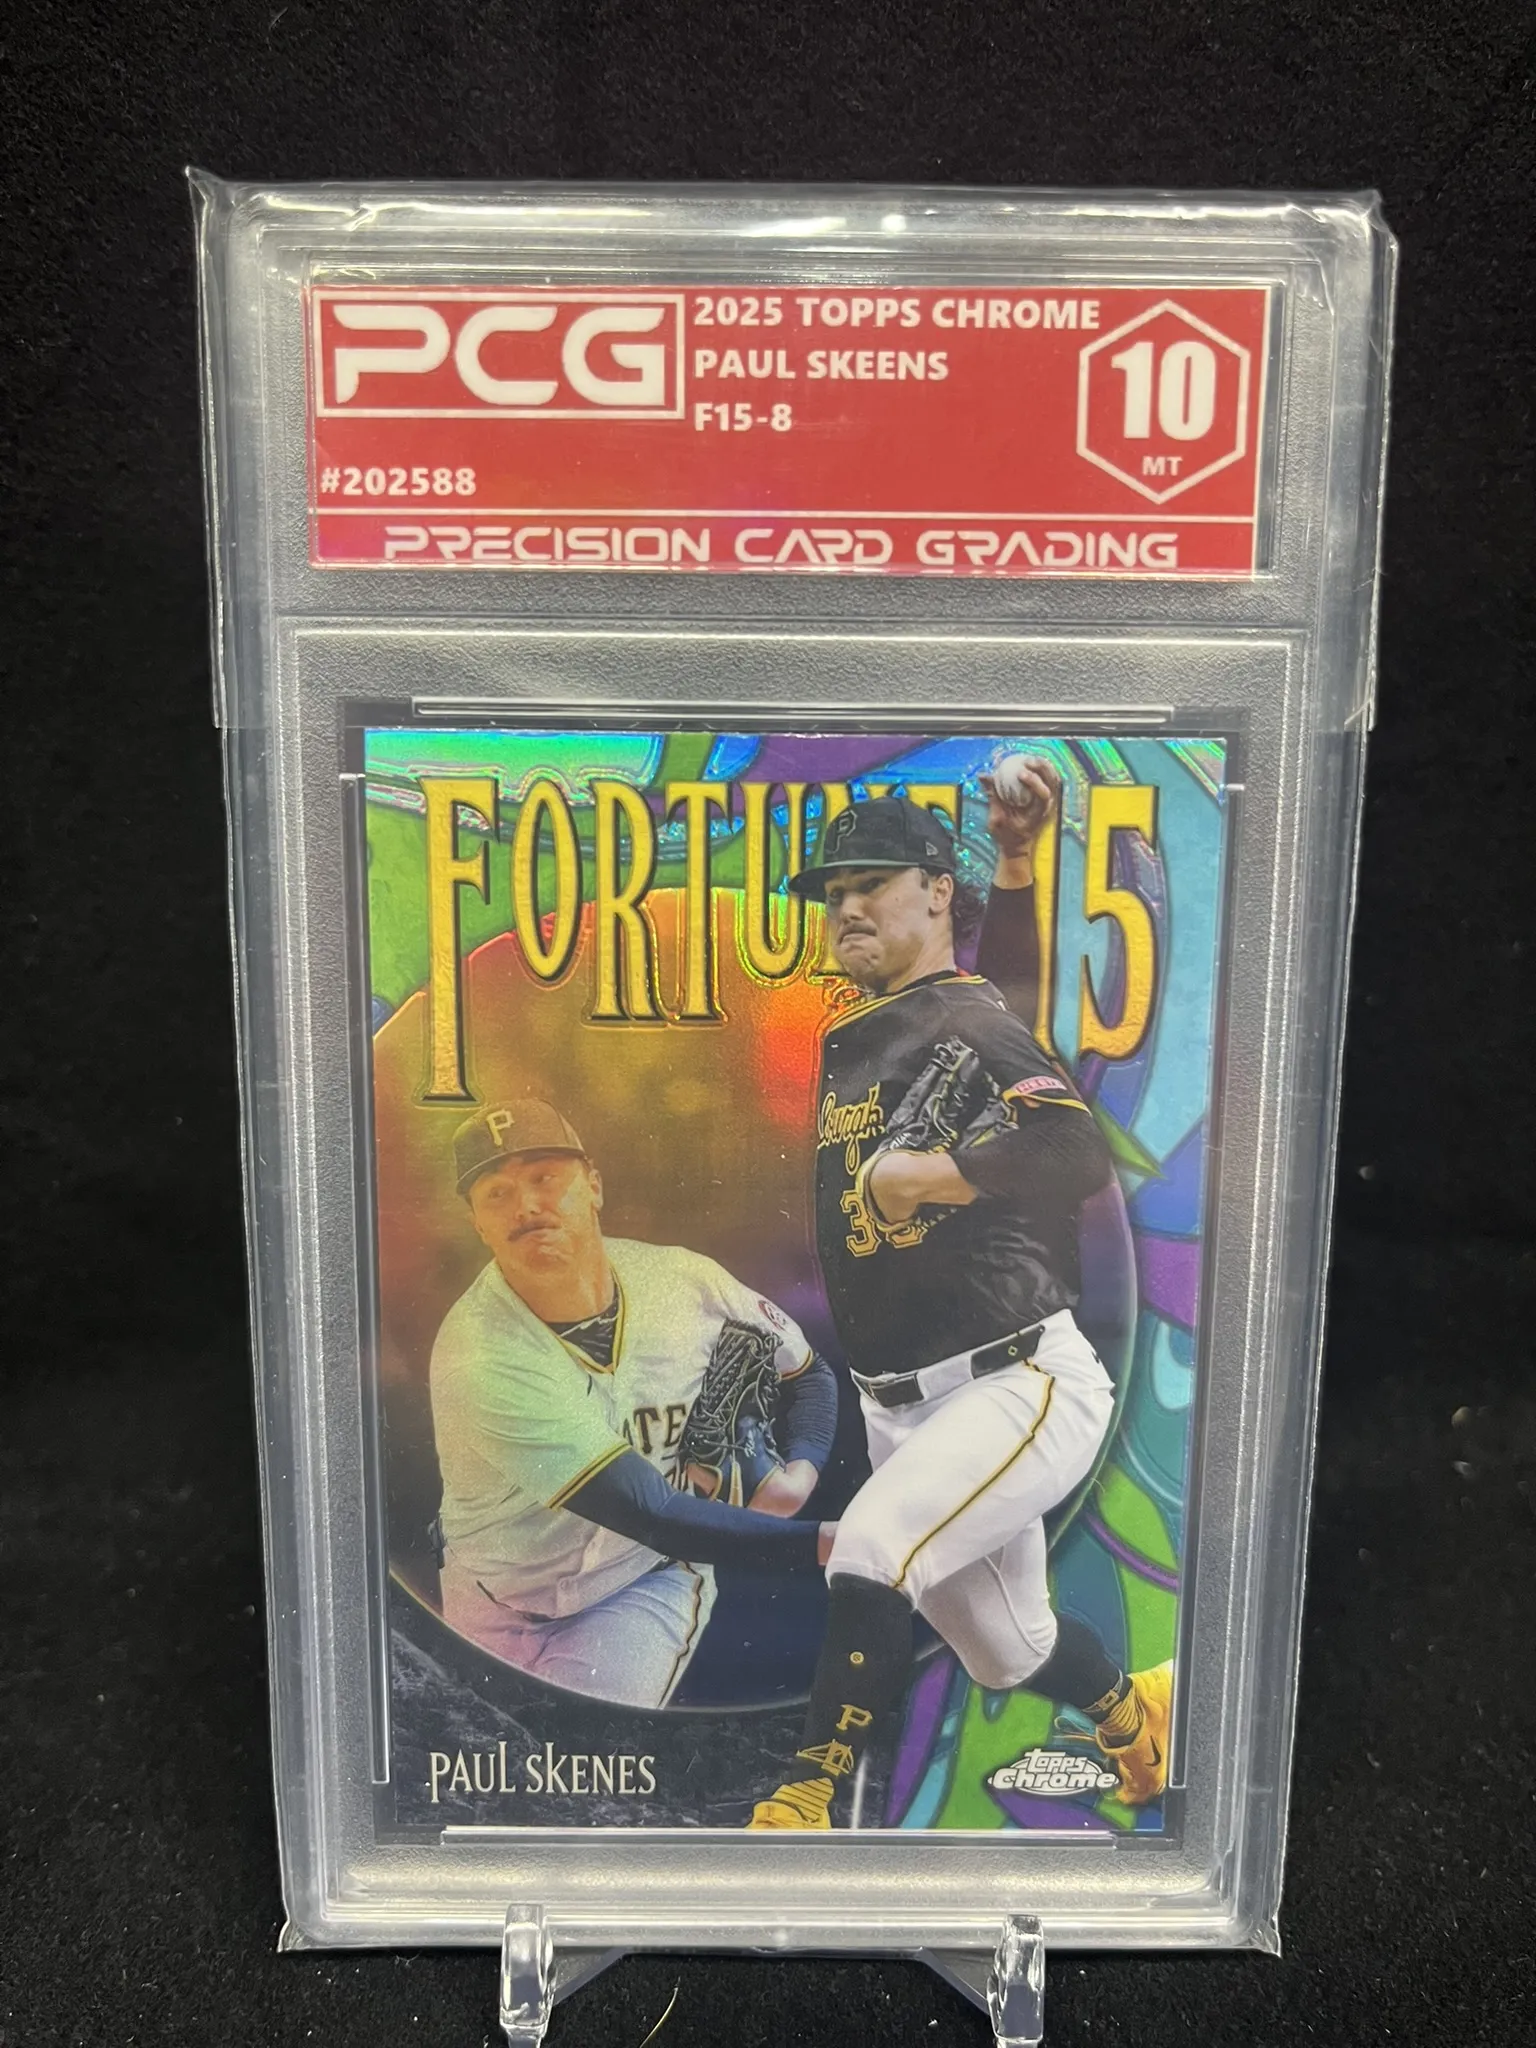 PCG
2025 TOPPS CHROME
PAUL SKEENS
F15-8
10
MT
#202588
PRECISION CARD GRADING
FORTUNE 15
P
P
PAUL SKENES
P
topps
Chrome